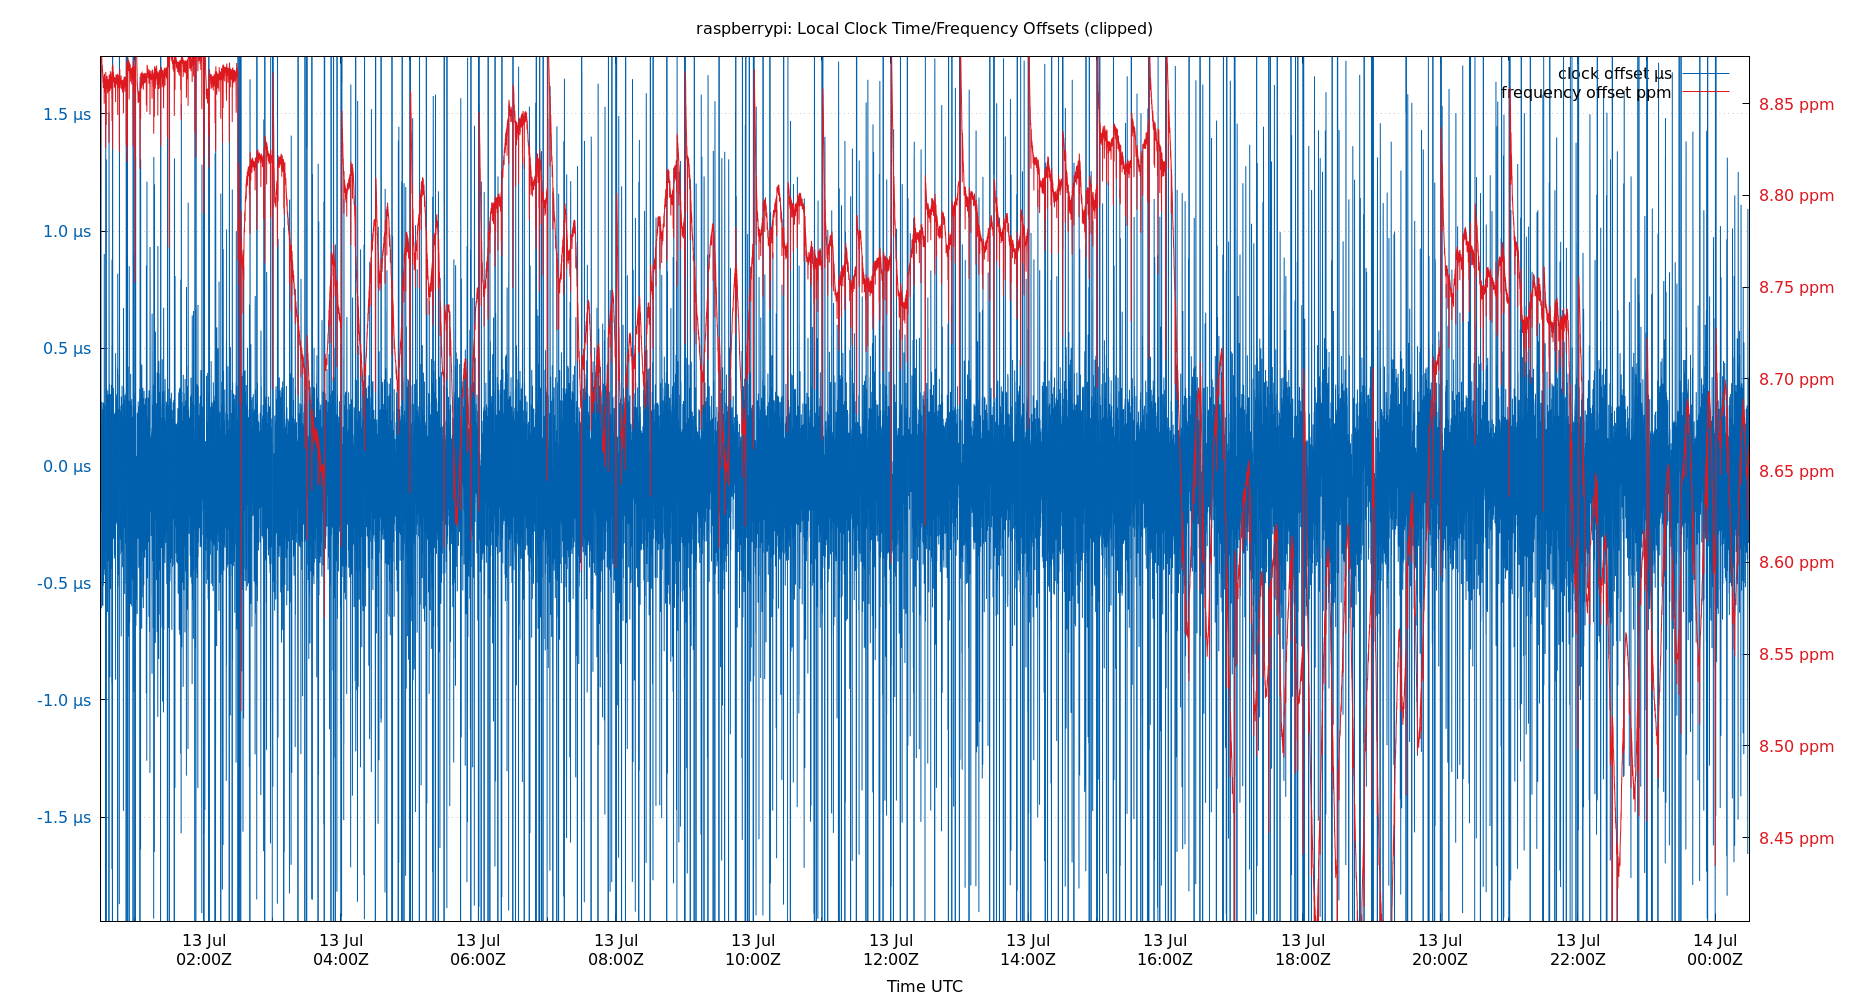 raspberrypi: Local Clock Time/Frequency Offsets (clipped)
clock offset µs
frequency offset ppm
1.5 µs
1.0 µs
0.5 µs
0.0 µs
-0.5 µs
-1.0 µs
-1.5 µs
8.85 ppm
8.80 ppm
8.75 ppm
8.70 ppm
8.65 ppm
8.60 ppm
8.55 ppm
8.50 ppm
8.45 ppm
13 Jul 13 Jul 13 Jul 13 Jul 13 Jul 13 Jul 13 Jul 13 Jul 13 Jul 13 Jul 13 Jul 14 Jul
02:00Z 04:00Z 06:00Z 08:00Z 10:00Z 12:00Z 14:00Z 16:00Z 18:00Z 20:00Z 22:00Z 00:00Z
Time UTC